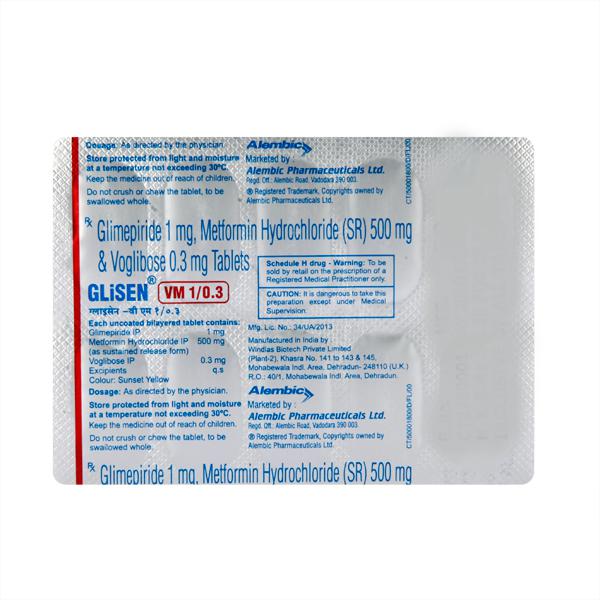 Dosage: As directed by the physician.
Store protected from light and moisture
at a temperature not exceeding 30°C.
Keep the medicine out of reach of children.
Do not crush or chew the tablet, to be
swallowed whole.
Alembic
Marketed by :
Alembic Pharmaceuticals Ltd.
Regd. Off.: Alembic Road, Vadodara 390 003.
® Registered Trademark, Copyrights owned by
Alembic Pharmaceuticals Ltd.
CT/50001800/D/FL/00
Rx Glimepiride 1 mg, Metformin Hydrochloride (SR) 500 mg
& Voglibose 0.3 mg Tablets
GLiSEN® VM 1/0.3
ग्लाइसेन -वी एम १/०.३
Schedule H drug - Warning: To be
sold by retail on the prescription of a
Registered Medical Practitioner only.
CAUTION: It is dangerous to take this
preparation except under Medical
Supervision.
Each uncoated bilayered tablet contains:
Glimepiride IP 1 mg
Metformin Hydrochloride IP 500 mg
(as sustained release form)
Voglibose IP 0.3 mg
Excipients q.s
Colour: Sunset Yellow
Dosage: As directed by the physician.
Store protected from light and moisture
at a temperature not exceeding 30°C.
Keep the medicine out of reach of children.
Do not crush or chew the tablet, to be
swallowed whole.
Mfg. Lic. No.: 34/UA/2013
Manufactured in India by
Windlas Biotech Private Limited
(Plant-2), Khasra No. 141 to 143 & 145,
Mohabewala Indl. Area, Dehradun- 248110 (U.K.)
R.O.: 40/1, Mohabewala Indl. Area, Dehradun.
Alembic
Marketed by :
Alembic Pharmaceuticals Ltd.
Regd. Off.: Alembic Road, Vadodara 390 003.
® Registered Trademark, Copyrights owned by
Alembic Pharmaceuticals Ltd.
CT/50001800/D/FL/00
Rx Glimepiride 1 mg, Metformin Hydrochloride (SR) 500 mg